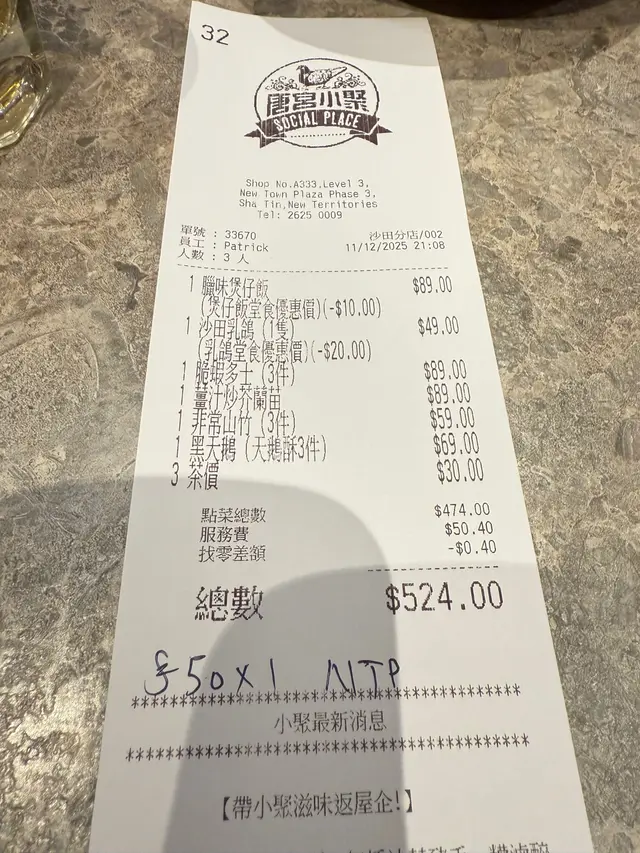 32
唐宮小聚
SOCIAL PLACE
Shop No.A333,Level 3,
New Town Plaza Phase 3,
Sha Tin,New Territories
Tel: 2625 0009
單號 : 33670 沙田分店/002
員工 : Patrick 11/12/2025 21:08
人數 : 3 人
1 臘味煲仔飯 $89.00
(煲仔飯堂食優惠價)(-$10.00)
1 沙田乳鴿 (1隻) $49.00
(乳鴿堂食優惠價)(-$20.00)
1 脆蝦多士 (3件) $89.00
1 薑汁炒芥蘭苗 $89.00
1 非常山竹 (3件) $59.00
1 黑天鵝 (天鵝酥3件) $69.00
3 茶價 $30.00
點菜總數 $474.00
服務費 $50.40
找零差額 -$0.40
總數 $524.00
$50X1 NTP
****************************************
小聚最新消息
****************************************
【帶小聚滋味返屋企!】